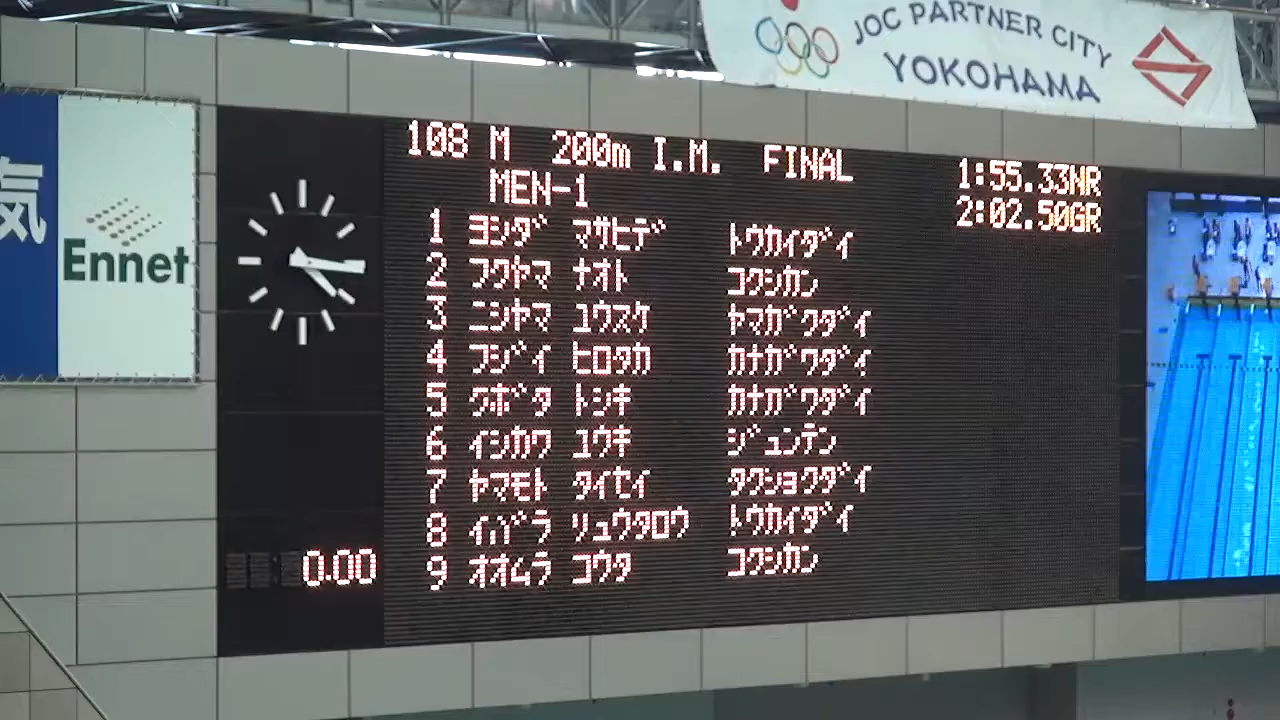 JOC PARTNER CITY
YOKOHAMA
気
Ennet
108 M 200m I.M. FINAL 1:55.33NR
MEN-1 2:02.50GR
1 ヨシダ マサヒデ トウカイダイ
2 フクヤマ ナオト コクシカン
3 ニシヤマ ユウスケ ヤマガクダイ
4 フジイ ヒロタカ カナガワダイ
5 クボタ トシキ カナガワダイ
6 イシカワ ユウキ ジュンテン
7 ヤマモト タイセイ タクショクダイ
8 イバラ リュウタロウ トウカイダイ
9 オオムラ コウタ コクシカン
0.00